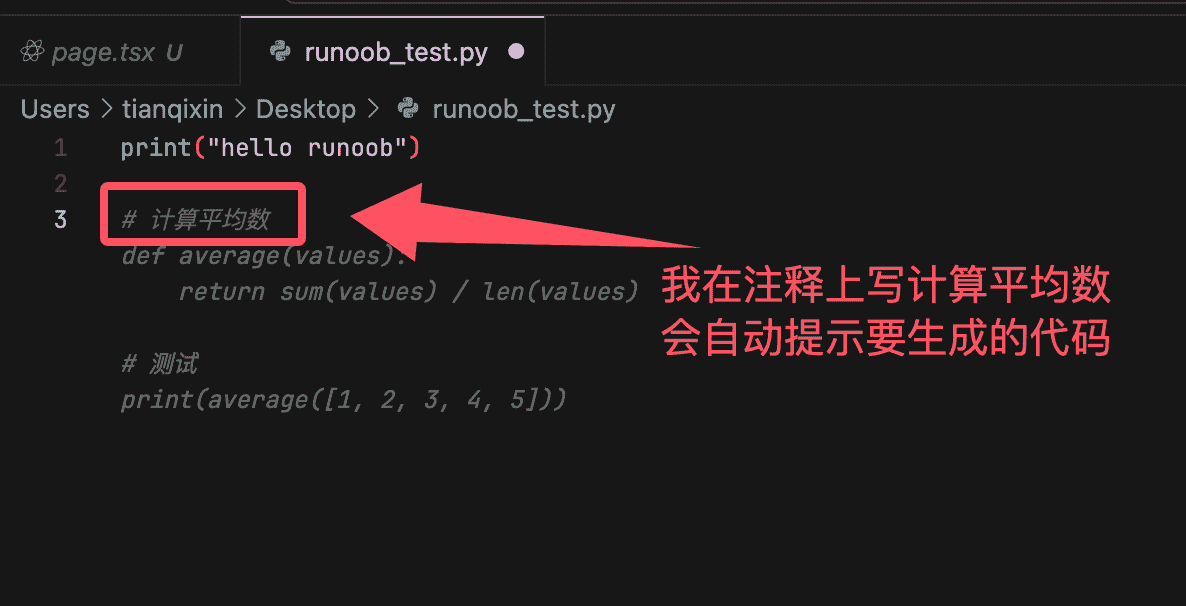 page.tsx U
runoob_test.py
Users > tianqixin > Desktop > runoob_test.py
1 print("hello runoob")
2
3 # 计算平均数
def average(values):
return sum(values) / len(values)
我在注释上写计算平均数
会自动提示要生成的代码
# 测试
print(average([1, 2, 3, 4, 5]))